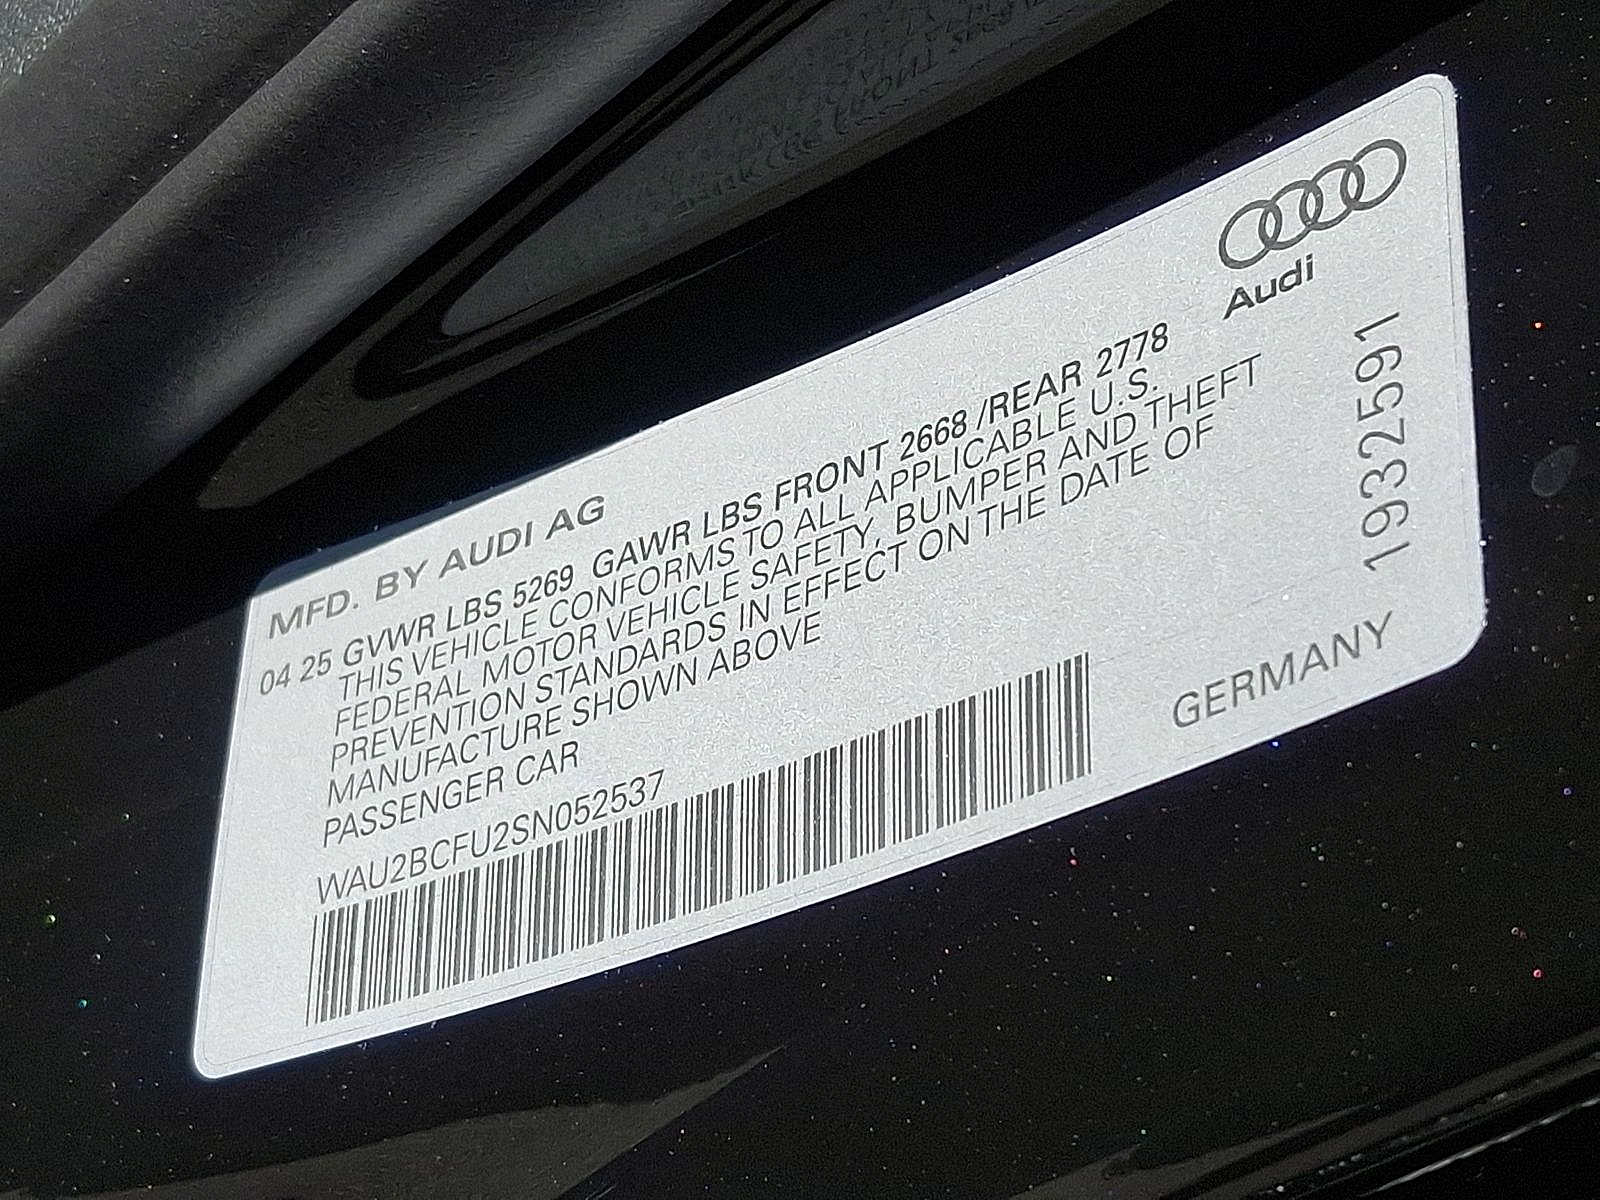 Audi
MFD. BY AUDI AG
04 25 GVWR LBS 5269 GAWR LBS FRONT 2668 /REAR 2778
THIS VEHICLE CONFORMS TO ALL APPLICABLE U.S.
FEDERAL MOTOR VEHICLE SAFETY, BUMPER AND THEFT
PREVENTION STANDARDS IN EFFECT ON THE DATE OF
MANUFACTURE SHOWN ABOVE
PASSENGER CAR
WAU2BCFU2SN052537
GERMANY
1932591